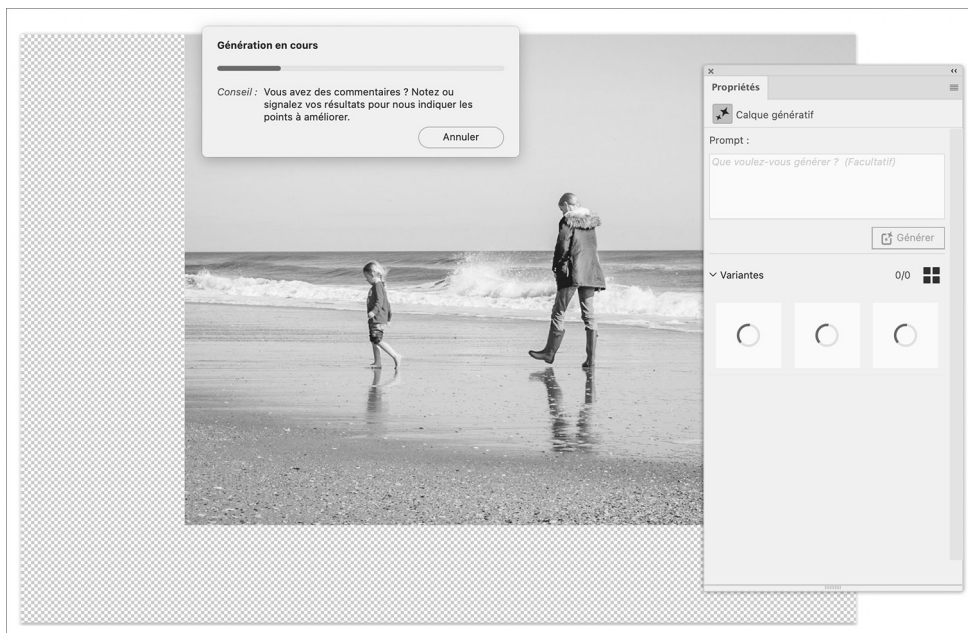 Génération en cours
Conseil : Vous avez des commentaires ? Notez ou
signalez vos résultats pour nous indiquer les
points à améliorer.
Annuler
Propriétés
Calque génératif
Prompt :
Que voulez-vous générer ? (Facultatif)
Générer
Variantes 0/0